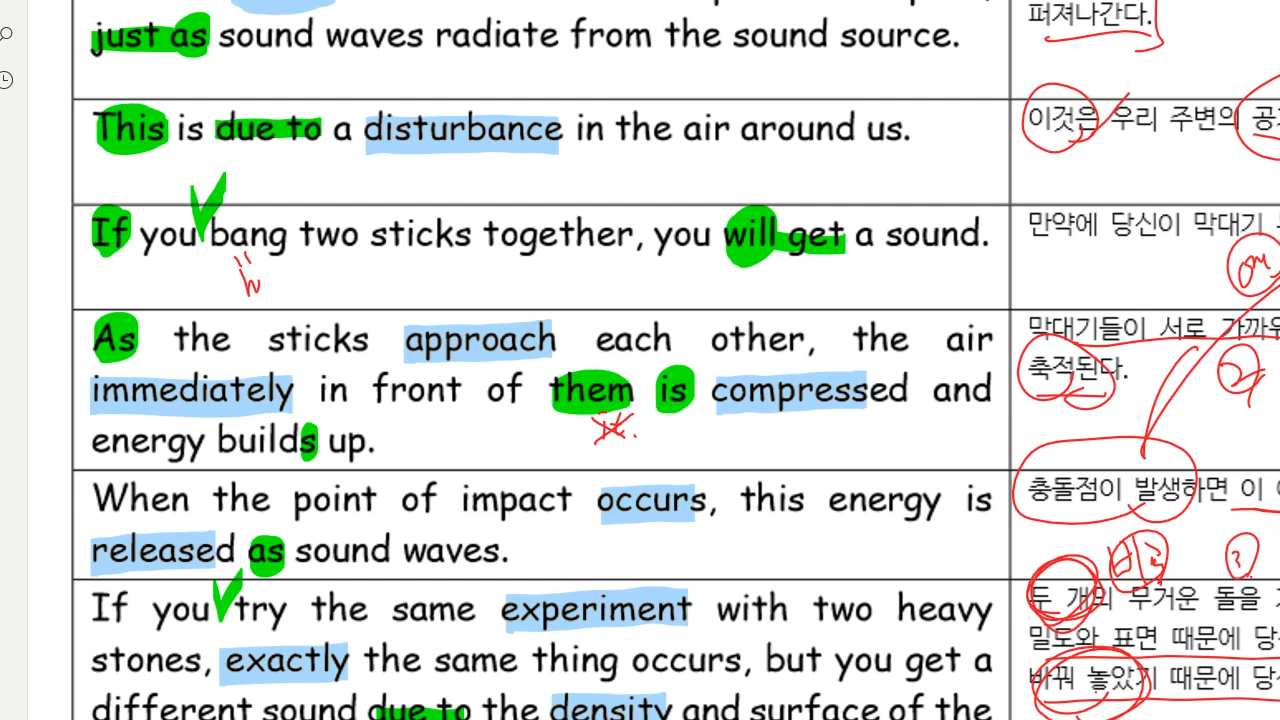 just as sound waves radiate from the sound source.
퍼져나간다.
This is due to a disturbance in the air around us.
이것은 우리 주변의
If you bang two sticks together, you will get a sound.
만약에 당신이 막대기
As the sticks approach each other, the air
immediately in front of them is compressed and
energy builds up.
it.
막대기들이 서로
축적된다.
When the point of impact occurs, this energy is
released as sound waves.
충돌점이 발생하면 이
If you try the same experiment with two heavy
stones, exactly the same thing occurs, but you get a
different sound due to the density and surface of the
두 개의 무거운 돌을
밀도와 표면 때문에
바꿔 놓았기 때문에